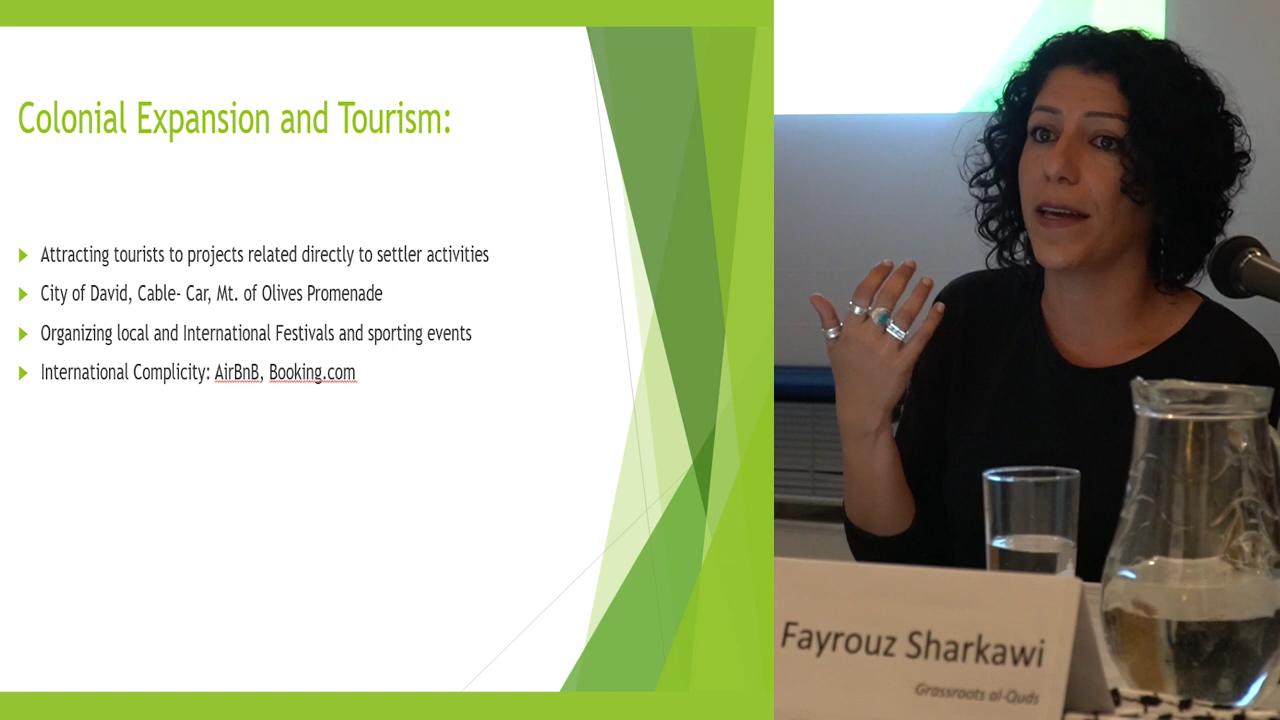 Colonial Expansion and Tourism:
Attracting tourists to projects related directly to settler activities
City of David, Cable- Car, Mt. of Olives Promenade
Organizing local and International Festivals and sporting events
International Complicity: AirBnB, Booking.com
Fayrouz Sharkawi
Grassroots al-Quds